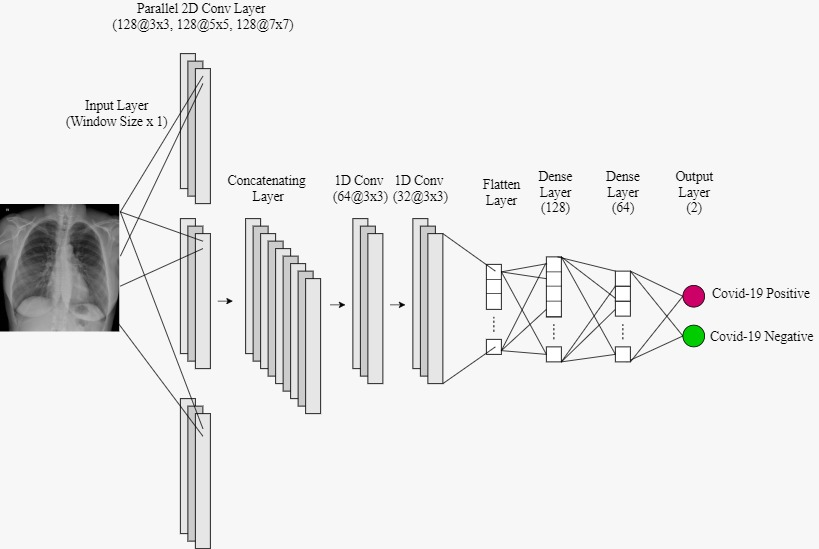 Parallel 2D Conv Layer
(128@3x3, 128@5x5, 128@7x7)
Input Layer
(Window Size x 1)
Concatenating
Layer
1D Conv
(64@3x3)
1D Conv
(32@3x3)
Flatten
Layer
Dense
Layer
(128)
Dense
Layer
(64)
Output
Layer
(2)
Covid-19 Positive
Covid-19 Negative